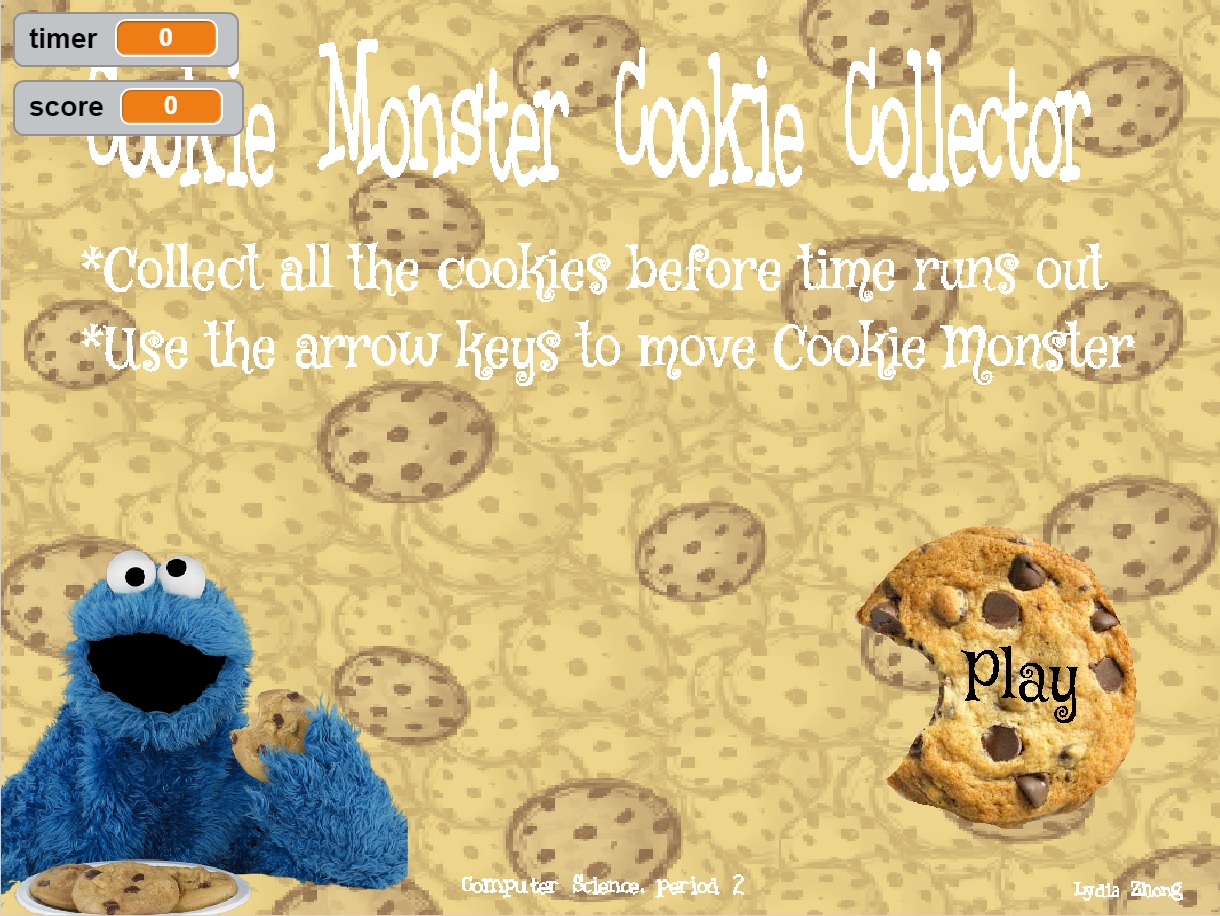 timer 0
score 0
Cookie Monster Cookie Collector
*Collect all the cookies before time runs out
*Use the arrow keys to move Cookie Monster
Play
Computer Science, period 2
Lydia Zhong